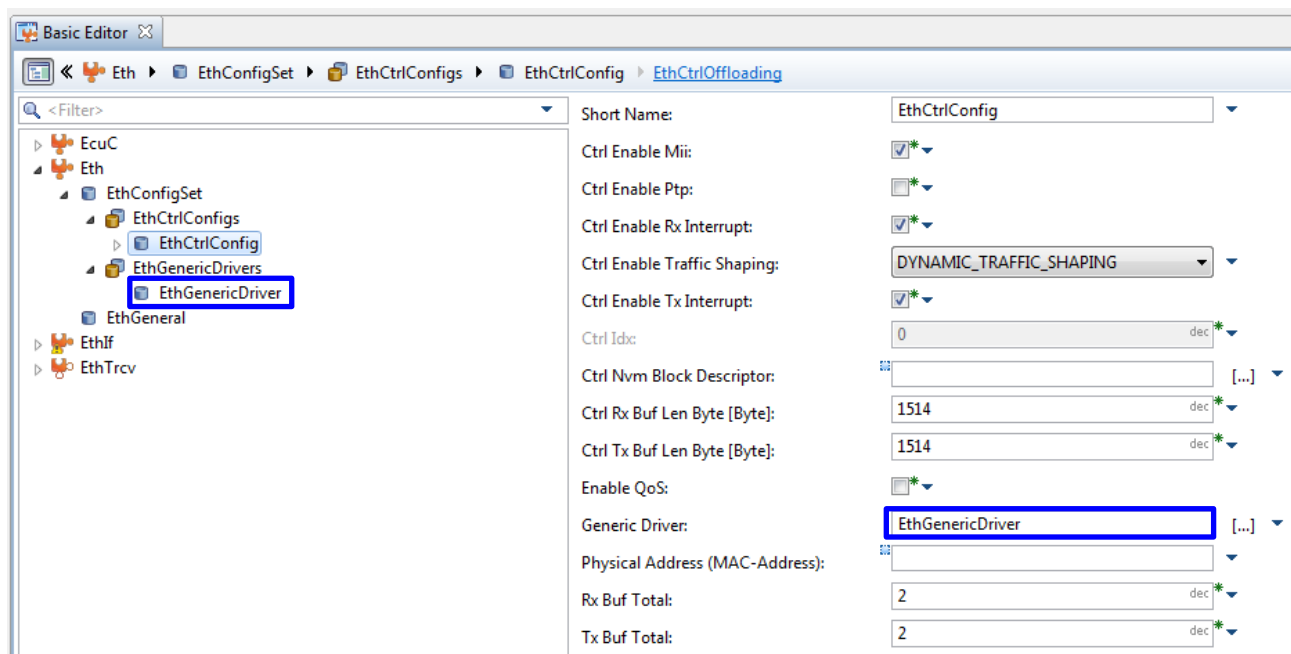 Basic Editor
Eth EthConfigSet EthCtrlConfigs EthCtrlConfig EthCtrlOffloading
<Filter>
EcuC
Eth
EthConfigSet
EthCtrlConfigs
EthCtrlConfig
EthGenericDrivers
EthGenericDriver
EthGeneral
EthIf
EthTrcv
Short Name: EthCtrlConfig
Ctrl Enable Mii:
Ctrl Enable Ptp:
Ctrl Enable Rx Interrupt:
Ctrl Enable Traffic Shaping: DYNAMIC_TRAFFIC_SHAPING
Ctrl Enable Tx Interrupt:
Ctrl Idx: 0 dec
Ctrl Nvm Block Descriptor: [...]
Ctrl Rx Buf Len Byte [Byte]: 1514 dec
Ctrl Tx Buf Len Byte [Byte]: 1514 dec
Enable QoS:
Generic Driver: EthGenericDriver [...]
Physical Address (MAC-Address):
Rx Buf Total: 2 dec
Tx Buf Total: 2 dec